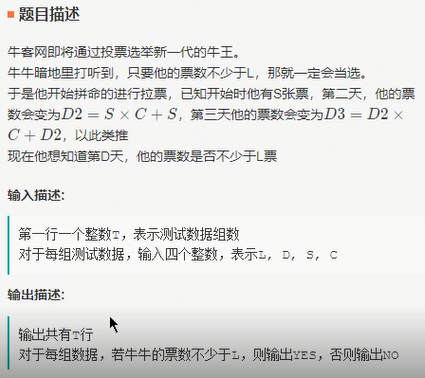 题目描述
牛客网即将通过投票选举新一代的牛王。
牛牛暗地里打听到，只要他的票数不少于L，那就一定会当选。
于是他开始拼命的进行拉票，已知开始时他有S张票，第二天，他的票
数会变为D2 = S × C + S，第三天他的票数会变为D3 = D2 ×
C + D2，以此类推
现在他想知道第D天，他的票数是否不少于L票
输入描述:
第一行一个整数T，表示测试数据组数
对于每组测试数据，输入四个整数，表示L, D, S, C
输出描述:
输出共有T行
对于每组数据，若牛牛的票数不少于L，则输出YES，否则输出NO